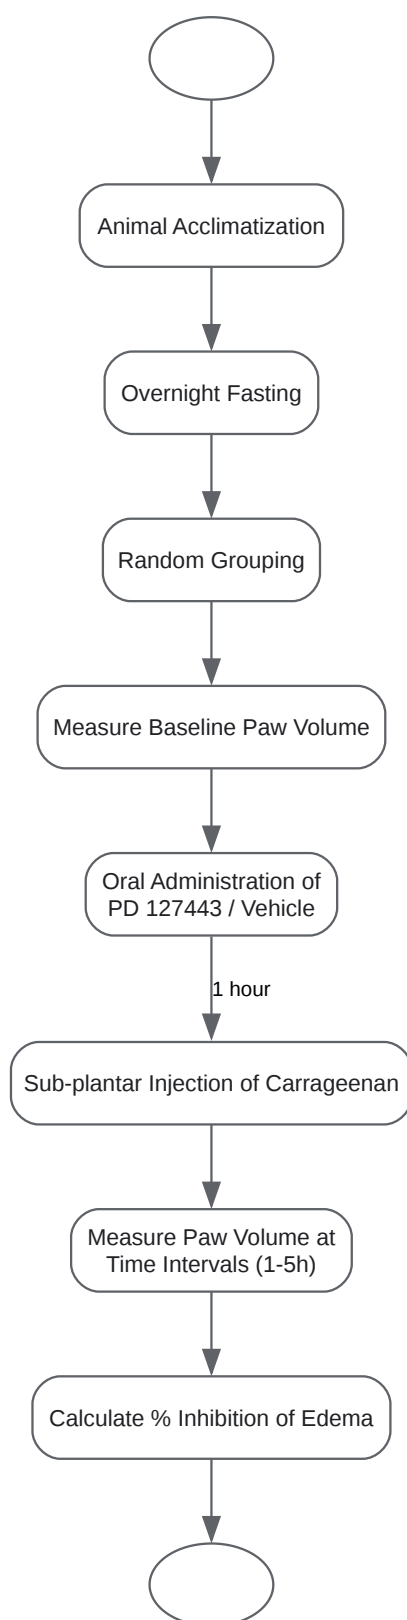 Animal Acclimatization
Overnight Fasting
Random Grouping
Measure Baseline Paw Volume
Oral Administration of
PD 127443 / Vehicle
1 hour
Sub-plantar Injection of Carrageenan
Measure Paw Volume at
Time Intervals (1-5h)
Calculate % Inhibition of Edema